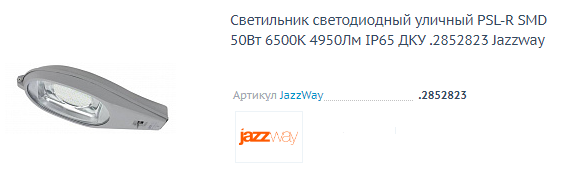 Светильник светодиодный уличный PSL-R SMD
50Вт 6500К 4950Лм IP65 ДКУ .2852823 Jazzway
Артикул JazzWay .2852823
jazzway